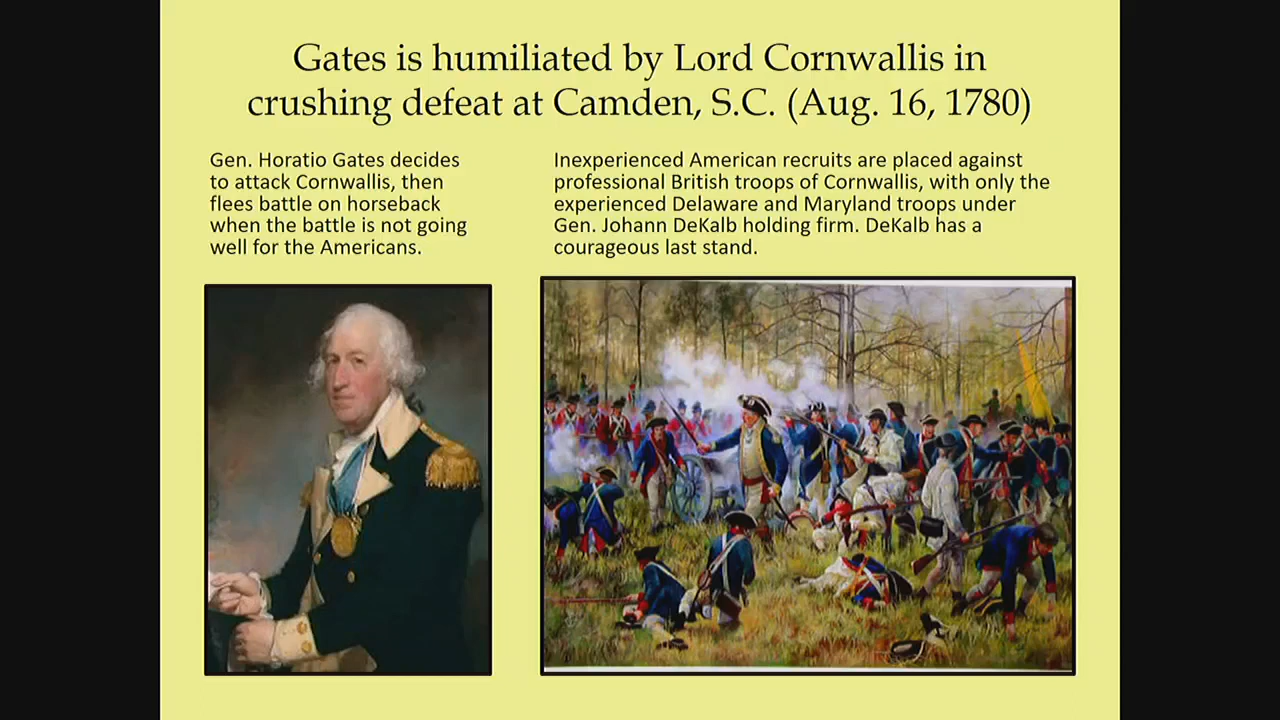 Gates is humiliated by Lord Cornwallis in
crushing defeat at Camden, S.C. (Aug. 16, 1780)
Gen. Horatio Gates decides
to attack Cornwallis, then
flees battle on horseback
when the battle is not going
well for the Americans.
Inexperienced American recruits are placed against
professional British troops of Cornwallis, with only the
experienced Delaware and Maryland troops under
Gen. Johann DeKalb holding firm. DeKalb has a
courageous last stand.